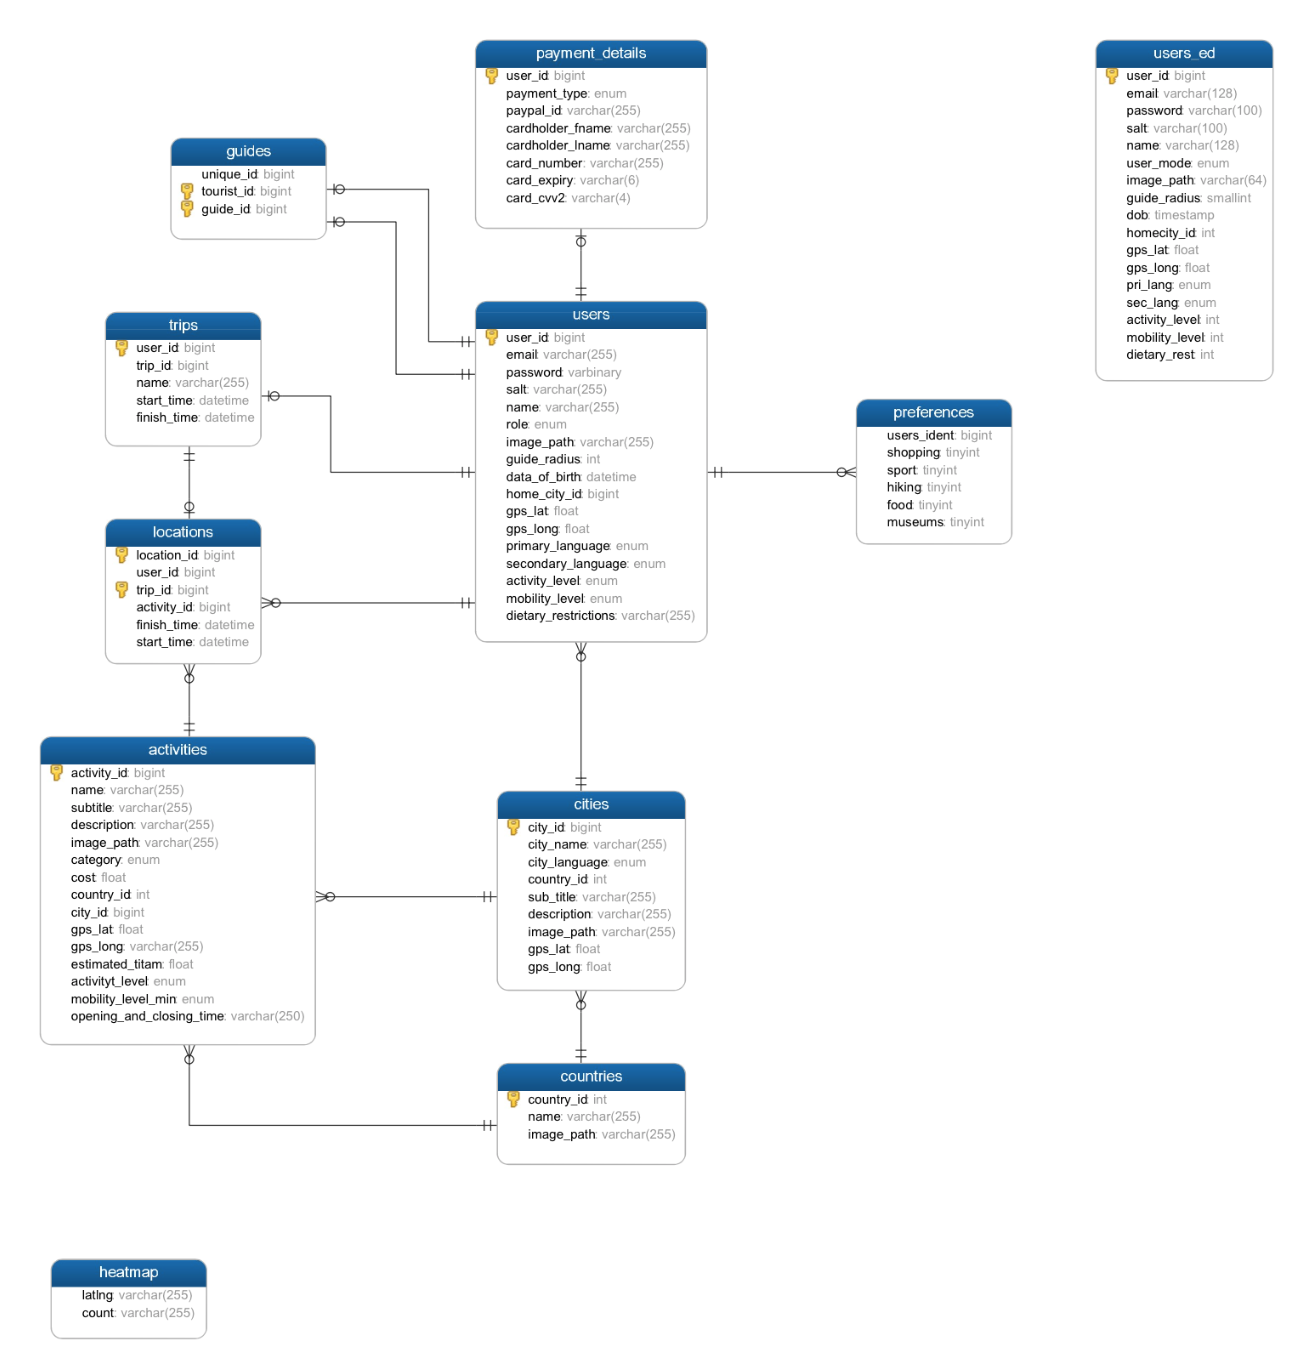 payment_details
user_id: bigint
payment_type: enum
paypal_id: varchar(255)
cardholder_fname: varchar(255)
cardholder_lname: varchar(255)
card_number: varchar(255)
card_expiry: varchar(6)
card_cvv2: varchar(4)
users_ed
user_id: bigint
email: varchar(128)
password: varchar(100)
salt: varchar(100)
name: varchar(128)
user_mode: enum
image_path: varchar(64)
guide_radius: smallint
dob: timestamp
homecity_id: int
gps_lat: float
gps_long: float
pri_lang: enum
sec_lang: enum
activity_level: int
mobility_level: int
dietary_rest: int
guides
unique_id: bigint
tourist_id: bigint
guide_id: bigint
trips
user_id: bigint
trip_id: bigint
name: varchar(255)
start_time: datetime
finish_time: datetime
users
user_id: bigint
email: varchar(255)
password: varbinary
salt: varchar(255)
name: varchar(255)
role: enum
image_path: varchar(255)
guide_radius: int
data_of_birth: datetime
home_city_id: bigint
gps_lat: float
gps_long: float
primary_language: enum
secondary_language: enum
activity_level: enum
mobility_level: enum
dietary_restrictions: varchar(255)
preferences
users_ident: bigint
shopping: tinyint
sport: tinyint
hiking: tinyint
food: tinyint
museums: tinyint
locations
location_id: bigint
user_id: bigint
trip_id: bigint
activity_id: bigint
finish_time: datetime
start_time: datetime
activities
activity_id: bigint
name: varchar(255)
subtitle: varchar(255)
description: varchar(255)
image_path: varchar(255)
category: enum
cost: float
country_id: int
city_id: bigint
gps_lat: float
gps_long: varchar(255)
estimated_titam: float
activityt_level: enum
mobility_level_min: enum
opening_and_closing_time: varchar(250)
cities
city_id: bigint
city_name: varchar(255)
city_language: enum
country_id: int
sub_title: varchar(255)
description: varchar(255)
image_path: varchar(255)
gps_lat: float
gps_long: float
countries
country_id: int
name: varchar(255)
image_path: varchar(255)
heatmap
latlng: varchar(255)
count: varchar(255)